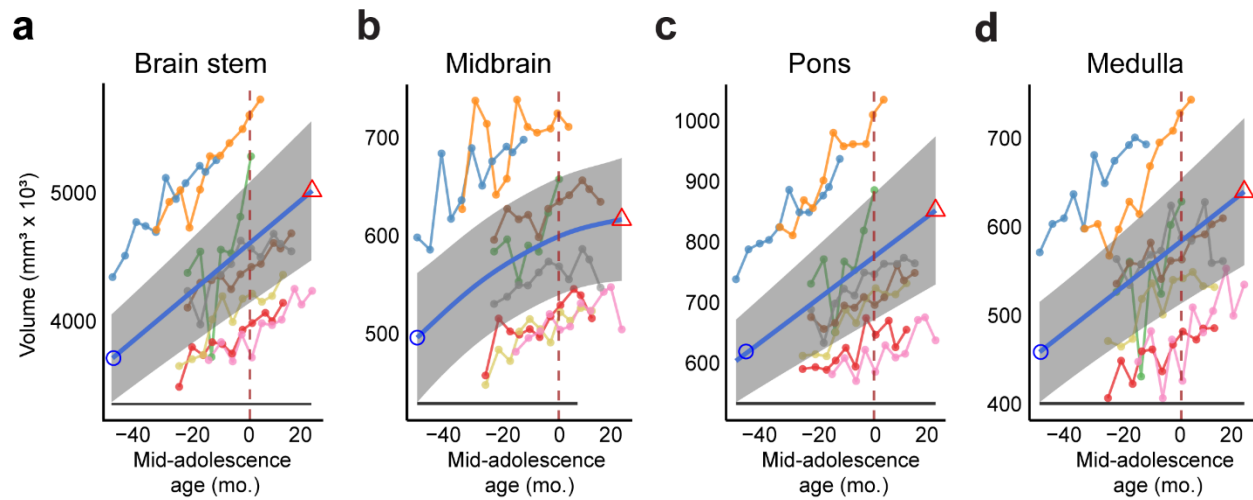 a
Brain stem
b
Midbrain
c
Pons
d
Medulla
Volume (mm³ x 10³)
5000
4000
700
600
500
1000
900
800
700
600
700
600
500
400
−40 −20 0 20
−40 −20 0 20
−40 −20 0 20
−40 −20 0 20
Mid-adolescence
age (mo.)
Mid-adolescence
age (mo.)
Mid-adolescence
age (mo.)
Mid-adolescence
age (mo.)